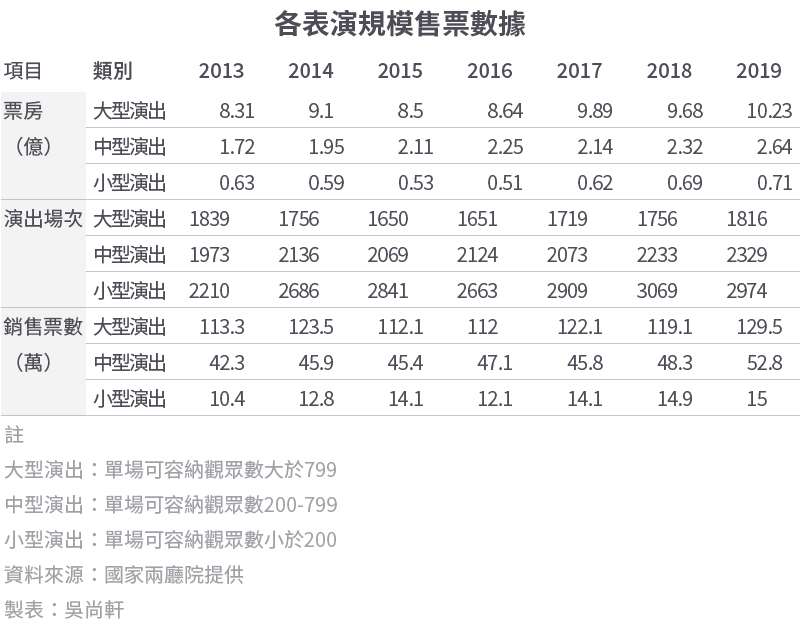 各表演規模售票數據
項目 類別 2013 2014 2015 2016 2017 2018 2019
票房 大型演出 8.31 9.1 8.5 8.64 9.89 9.68 10.23
（億） 中型演出 1.72 1.95 2.11 2.25 2.14 2.32 2.64
小型演出 0.63 0.59 0.53 0.51 0.62 0.69 0.71
演出場次 大型演出 1839 1756 1650 1651 1719 1756 1816
中型演出 1973 2136 2069 2124 2073 2233 2329
小型演出 2210 2686 2841 2663 2909 3069 2974
銷售票數 大型演出 113.3 123.5 112.1 112 122.1 119.1 129.5
（萬） 中型演出 42.3 45.9 45.4 47.1 45.8 48.3 52.8
小型演出 10.4 12.8 14.1 12.1 14.1 14.9 15
註
大型演出：單場可容納觀眾數大於799
中型演出：單場可容納觀眾數200-799
小型演出：單場可容納觀眾數小於200
資料來源：國家兩廳院提供
製表：吳尚軒